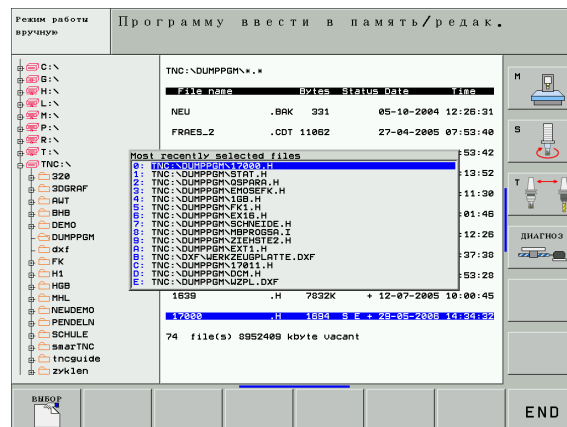 Режим работы
вручную
Программу ввести в память/редак.
C:\
G:\
H:\
L:\
M:\
P:\
R:\
T:\
TNC:\
320
3DGRAF
AWT
BHB
DEMO
DUMPPGM
dxf
FK
H1
HGB
MHL
NEWDEMO
PENDELN
SCHULE
smarTNC
tncguide
zyklen
TNC:\DUMPPGM\*.*
File name Bytes Status Date Time
NEU .BAK 331 05-10-2004 12:26:31
FRAES_2 .CDT 11062 27-04-2005 07:53:40
:53:42
Most recently selected files
0: TNC:\DUMPPGM\17000.H
1: TNC:\DUMPPGM\STAT.H
2: TNC:\DUMPPGM\QSPARA.H
3: TNC:\DUMPPGM\EMOSEFK.H
4: TNC:\DUMPPGM\1GB.H
5: TNC:\DUMPPGM\FK1.H
6: TNC:\DUMPPGM\EX16.H
7: TNC:\DUMPPGM\SCHNEIDE.H
8: TNC:\DUMPPGM\MBPROG5A.I
9: TNC:\DUMPPGM\ZIEHSTE2.H
A: TNC:\DUMPPGM\EXT1.H
B: TNC:\DXF\WERKZEUGPLATTE.DXF
C: TNC:\DUMPPGM\17011.H
D: TNC:\DUMPPGM\DCM.H
E: TNC:\DUMPPGM\WZPL.DXF
:13:52
:11:30
:01:46
:12:26
:37:38
:53:28
1639 .H 7832K + 12-07-2005 10:00:45
17000 .H 1694 S E + 29-05-2006 14:34:32
74 file(s) 8952409 kbyte vacant
M
S
T
ДИАГНОЗ
ВЫБОР
END